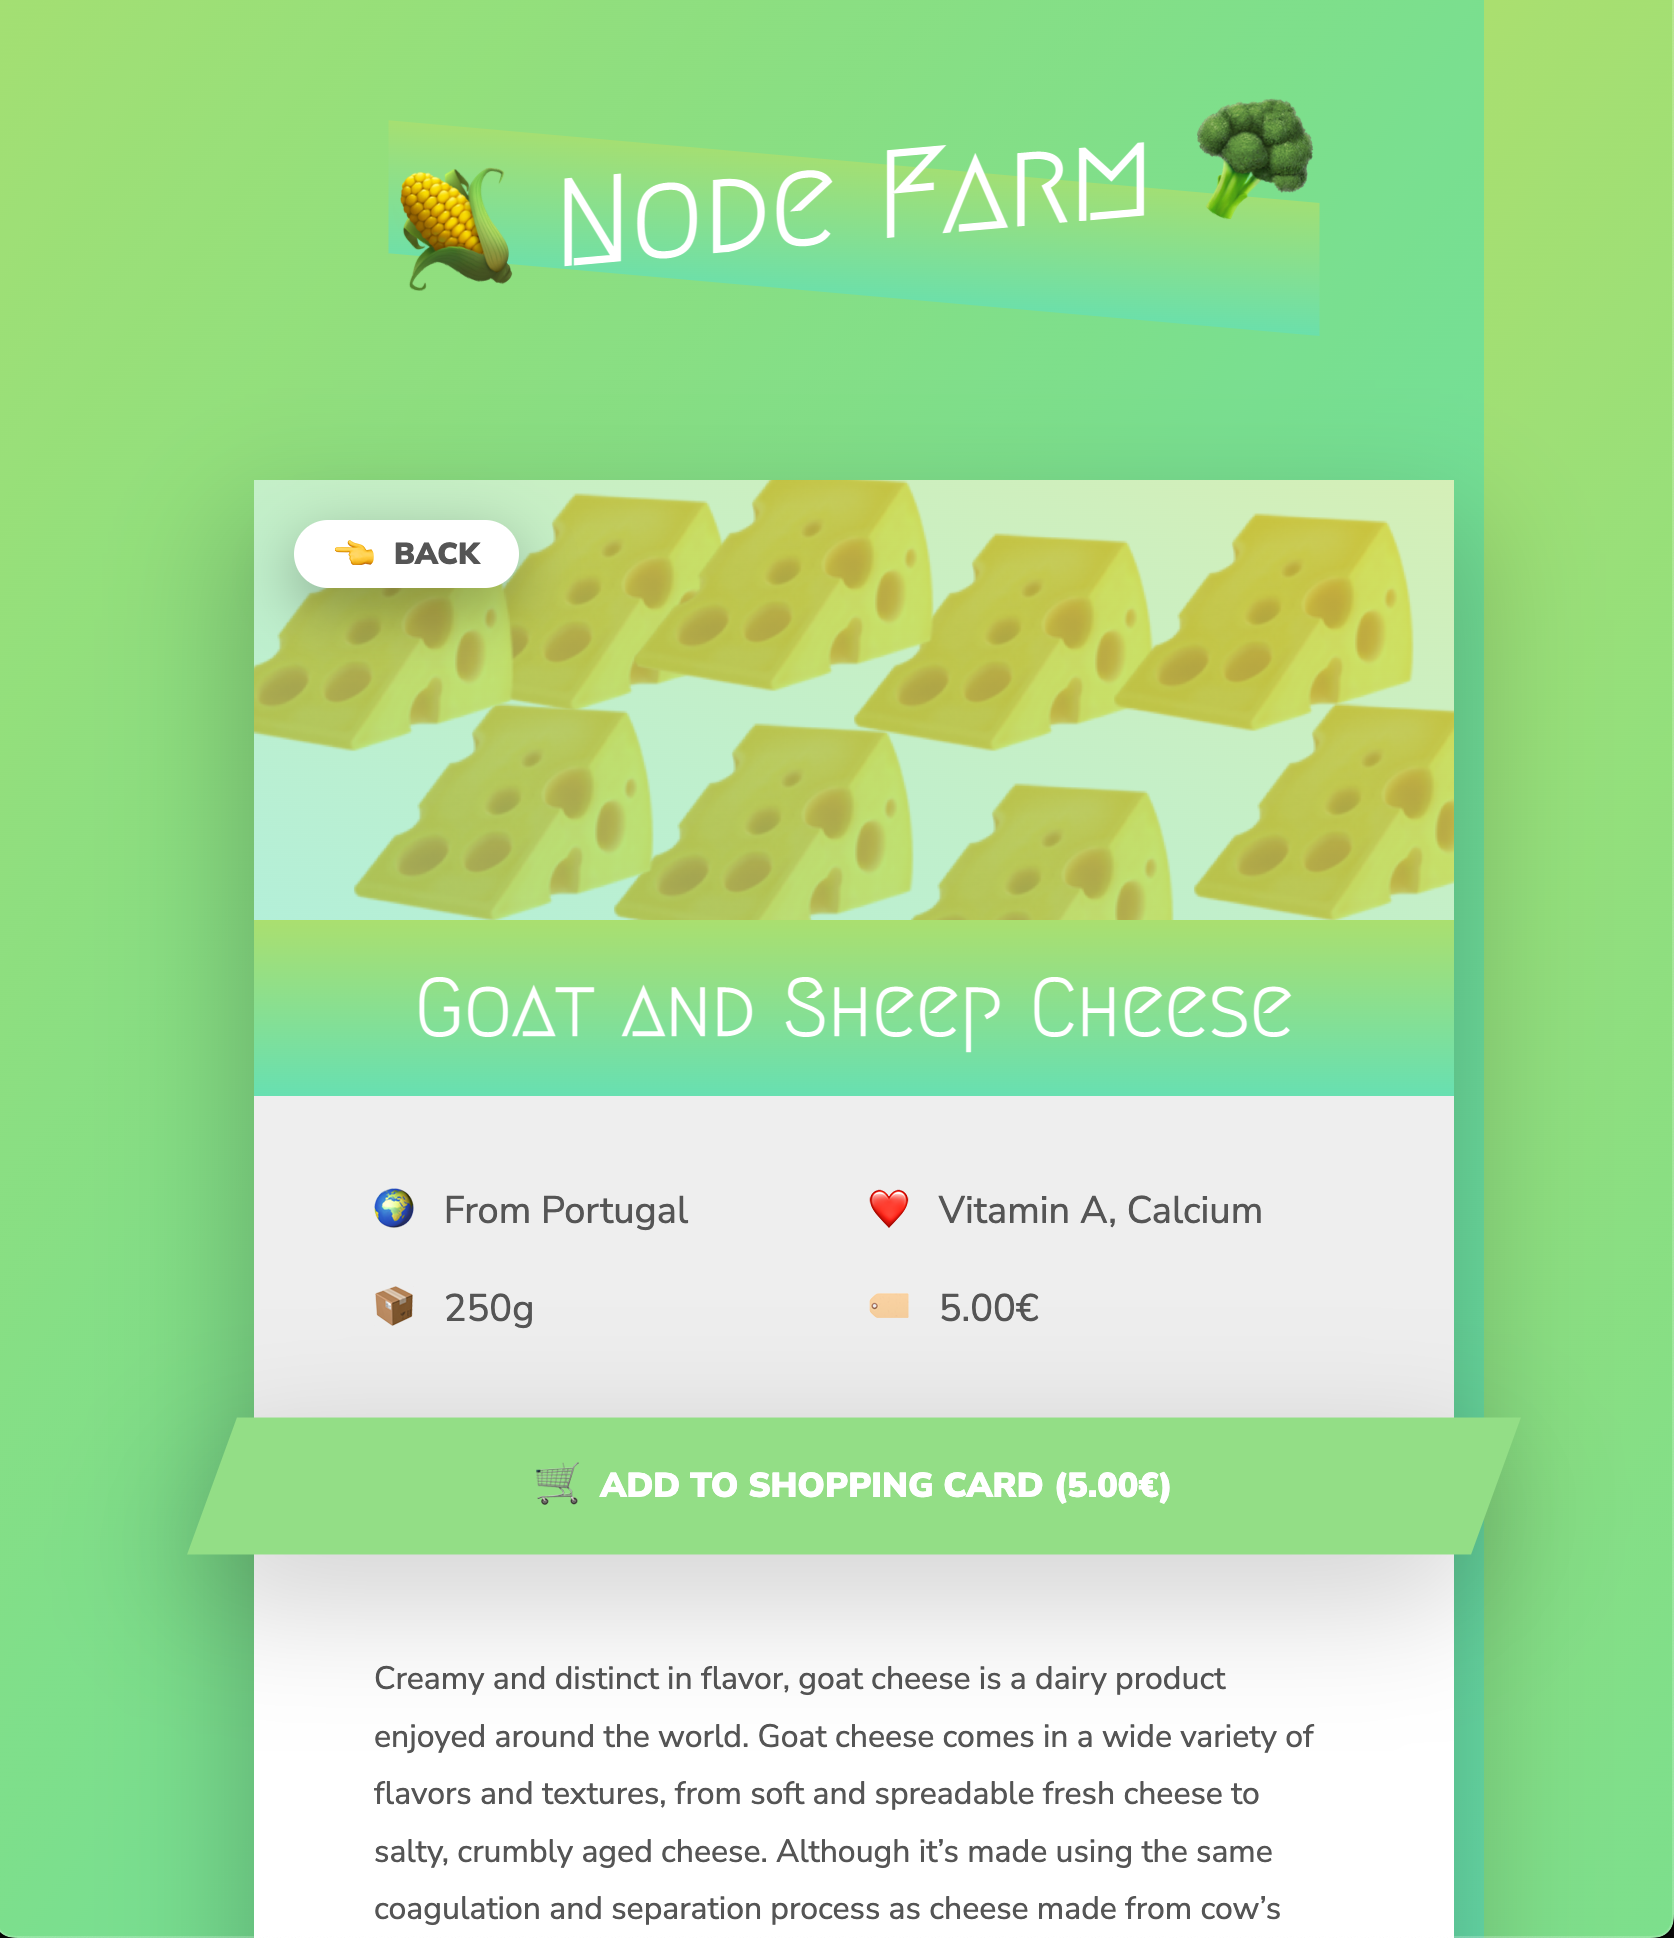 Node Farm
👈 BACK
Goat and Sheep Cheese
🌍 From Portugal
❤️ Vitamin A, Calcium
📦 250g
🏷 5.00€
🛒 ADD TO SHOPPING CARD (5.00€)
Creamy and distinct in flavor, goat cheese is a dairy product
enjoyed around the world. Goat cheese comes in a wide variety of
flavors and textures, from soft and spreadable fresh cheese to
salty, crumbly aged cheese. Although it’s made using the same
coagulation and separation process as cheese made from cow’s